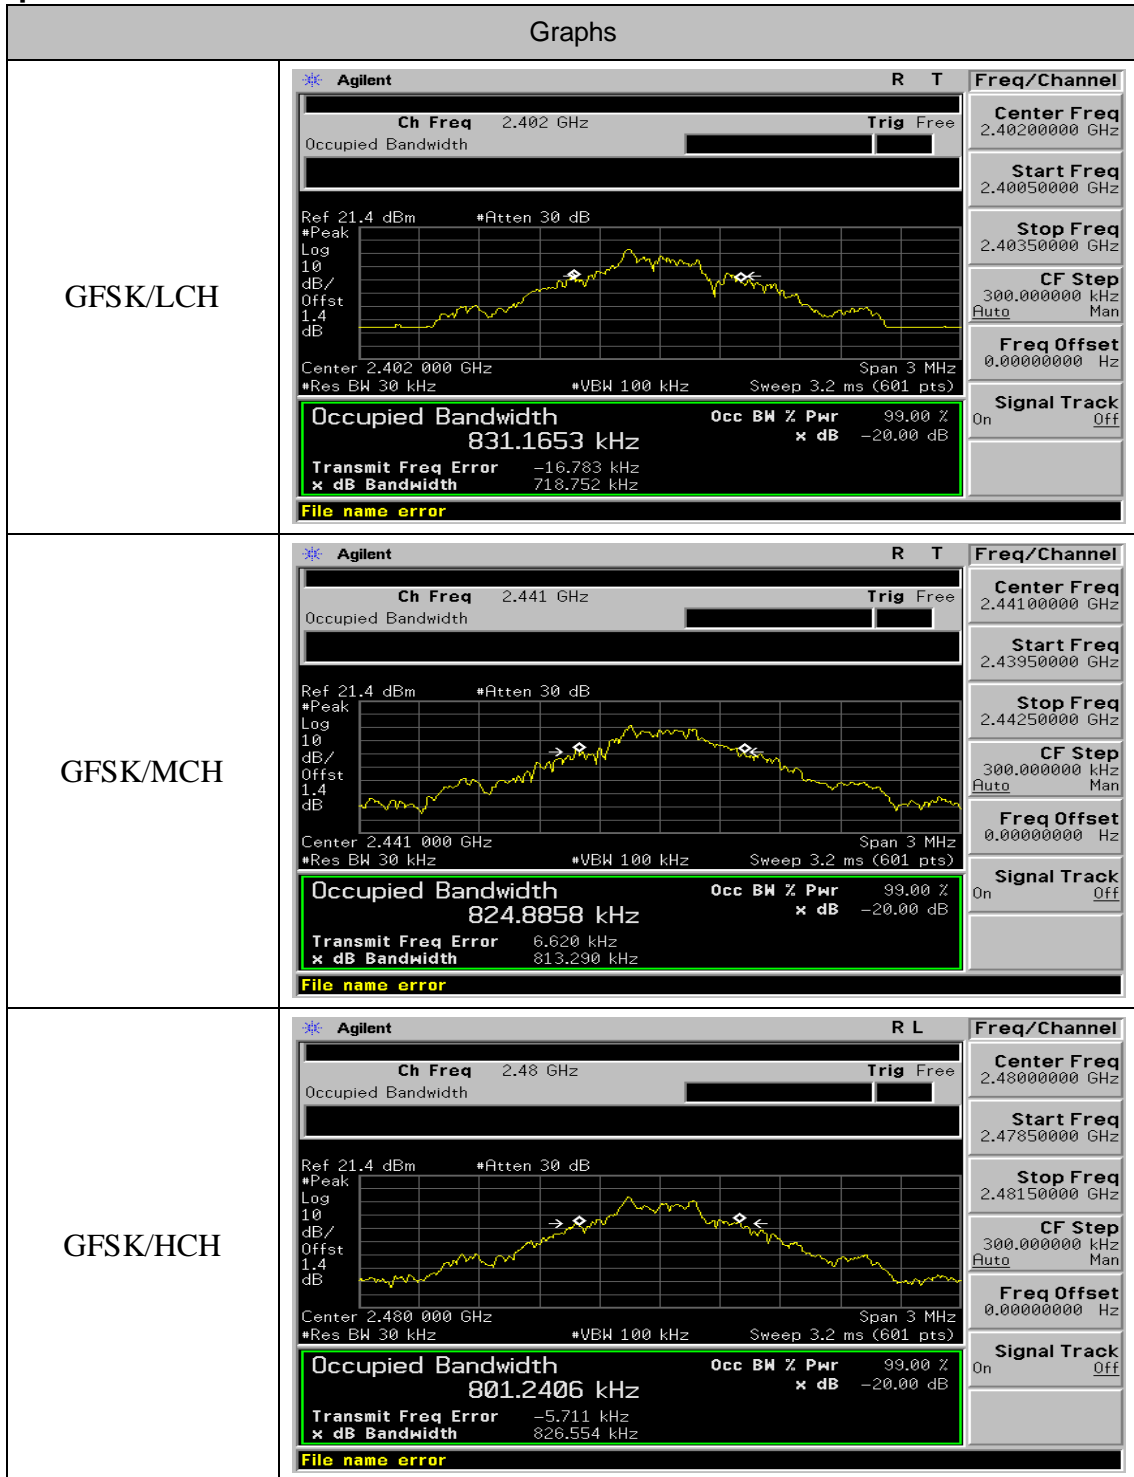 Graphs
GFSK/LCH
Agilent R T Freq/Channel
Ch Freq 2.402 GHz Trig Free
Occupied Bandwidth
Center Freq
2.40200000 GHz
Start Freq
2.40050000 GHz
Stop Freq
2.40350000 GHz
CF Step
300.000000 kHz
Auto Man
Freq Offset
0.00000000 Hz
Signal Track
On Off
Ref 21.4 dBm #Atten 30 dB
#Peak
Log
10
dB/
Offst
1.4
dB
Center 2.402 000 GHz Span 3 MHz
#Res BW 30 kHz #VBW 100 kHz Sweep 3.2 ms (601 pts)
Occupied Bandwidth Occ BW % Pwr 99.00 %
831.1653 kHz x dB -20.00 dB
Transmit Freq Error -16.783 kHz
x dB Bandwidth 718.752 kHz
File name error
GFSK/MCH
Agilent R T Freq/Channel
Ch Freq 2.441 GHz Trig Free
Occupied Bandwidth
Center Freq
2.44100000 GHz
Start Freq
2.43950000 GHz
Stop Freq
2.44250000 GHz
CF Step
300.000000 kHz
Auto Man
Freq Offset
0.00000000 Hz
Signal Track
On Off
Ref 21.4 dBm #Atten 30 dB
#Peak
Log
10
dB/
Offst
1.4
dB
Center 2.441 000 GHz Span 3 MHz
#Res BW 30 kHz #VBW 100 kHz Sweep 3.2 ms (601 pts)
Occupied Bandwidth Occ BW % Pwr 99.00 %
824.8858 kHz x dB -20.00 dB
Transmit Freq Error 6.620 kHz
x dB Bandwidth 813.290 kHz
File name error
GFSK/HCH
Agilent R L Freq/Channel
Ch Freq 2.48 GHz Trig Free
Occupied Bandwidth
Center Freq
2.48000000 GHz
Start Freq
2.47850000 GHz
Stop Freq
2.48150000 GHz
CF Step
300.000000 kHz
Auto Man
Freq Offset
0.00000000 Hz
Signal Track
On Off
Ref 21.4 dBm #Atten 30 dB
#Peak
Log
10
dB/
Offst
1.4
dB
Center 2.480 000 GHz Span 3 MHz
#Res BW 30 kHz #VBW 100 kHz Sweep 3.2 ms (601 pts)
Occupied Bandwidth Occ BW % Pwr 99.00 %
801.2406 kHz x dB -20.00 dB
Transmit Freq Error -5.711 kHz
x dB Bandwidth 826.554 kHz
File name error